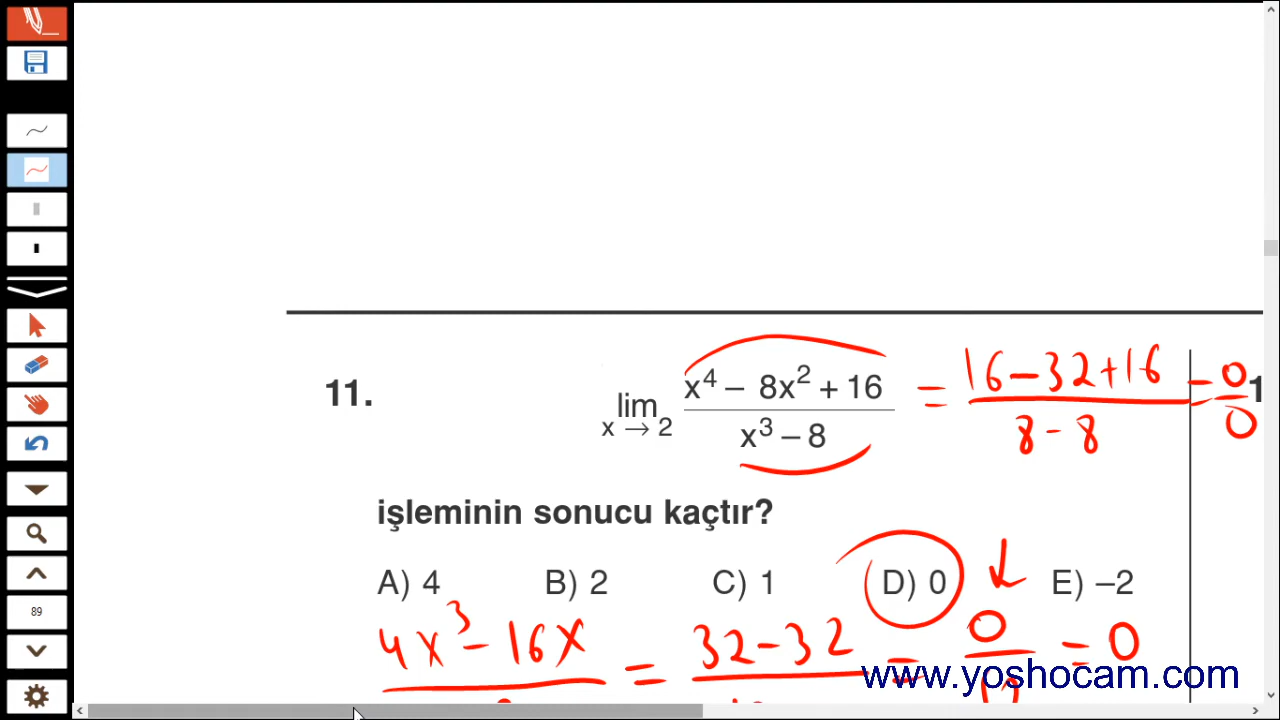 11. lim x → 2 x⁴ – 8x² + 16 / x³ – 8 = 16 – 32 + 16 / 8 – 8 = 0 / 0 1
işleminin sonucu kaçtır?
A) 4 B) 2 C) 1 D) 0 E) –2
4x³ – 16x = 32 – 32 = 0 = 0
www.yoshocam.com
89